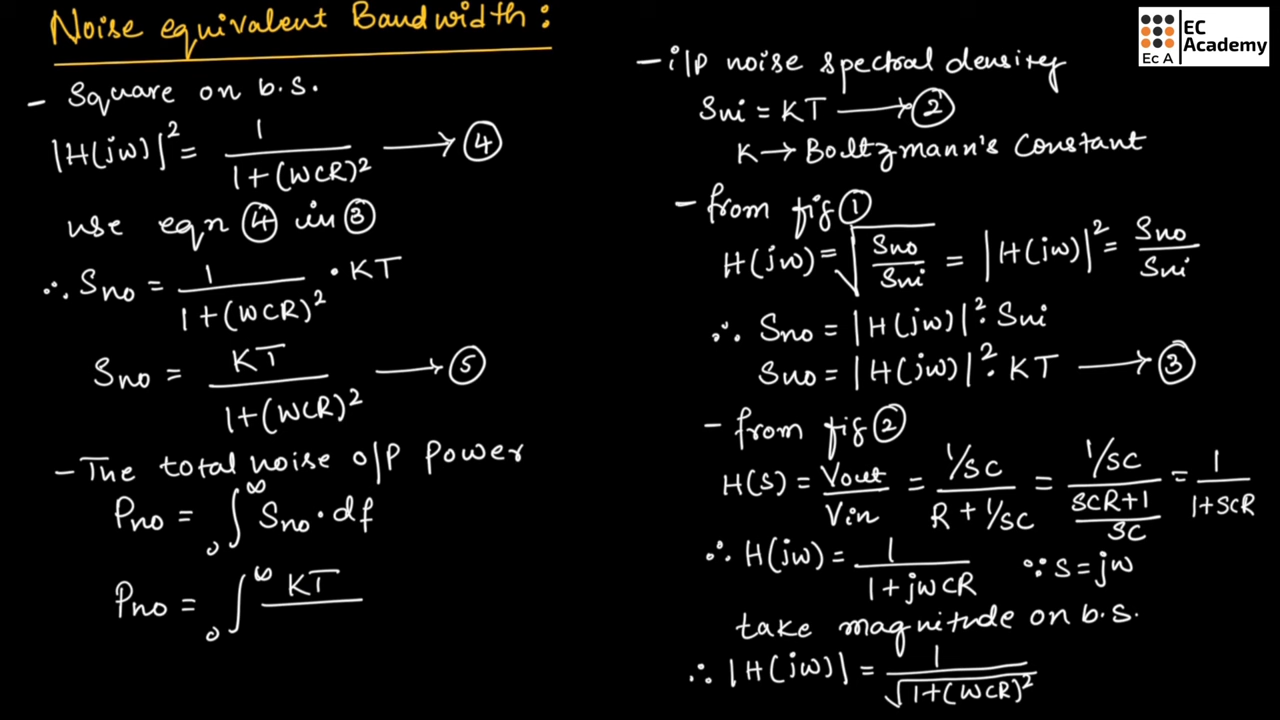 Noise equivalent Bandwidth:
- Square on b.s.
|H(jω)|² = 1 / 1+(WCR)² → ④
use eqn ④ in ③
∴ Sno = 1 / 1+(WCR)² · KT
Sno = KT / 1+(WCR)² → ⑤
- The total noise o/p power
Pno = ∫₀^∞ Sno · df
Pno = ∫₀^∞ KT
EC Academy
Ec A
- i/p noise spectral density
Sni = KT → ②
K → Boltzmann's Constant
- from fig ①
H(jω) = √(Sno / Sni) = |H(jω)|² = Sno / Sni
∴ Sno = |H(jω)|² · Sni
Sno = |H(jω)|² · KT → ③
- from fig ②
H(S) = Vout / Vin = 1/SC / R + 1/SC = 1/SC / (SCR+1 / SC) = 1 / 1+SCR
∴ H(jω) = 1 / 1+jωCR ∵ S = jω
take magnitude on b.s.
∴ |H(jω)| = 1 / √(1+(WCR)²)